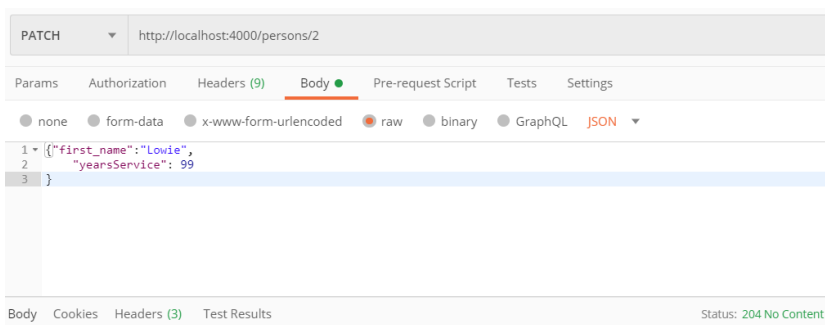 PATCH http://localhost:4000/persons/2
Params Authorization Headers (9) Body Pre-request Script Tests Settings
none form-data x-www-form-urlencoded raw binary GraphQL JSON
1 {"first_name":"Lowie",
2 "yearsService": 99
3 }
Body Cookies Headers (3) Test Results Status: 204 No Content